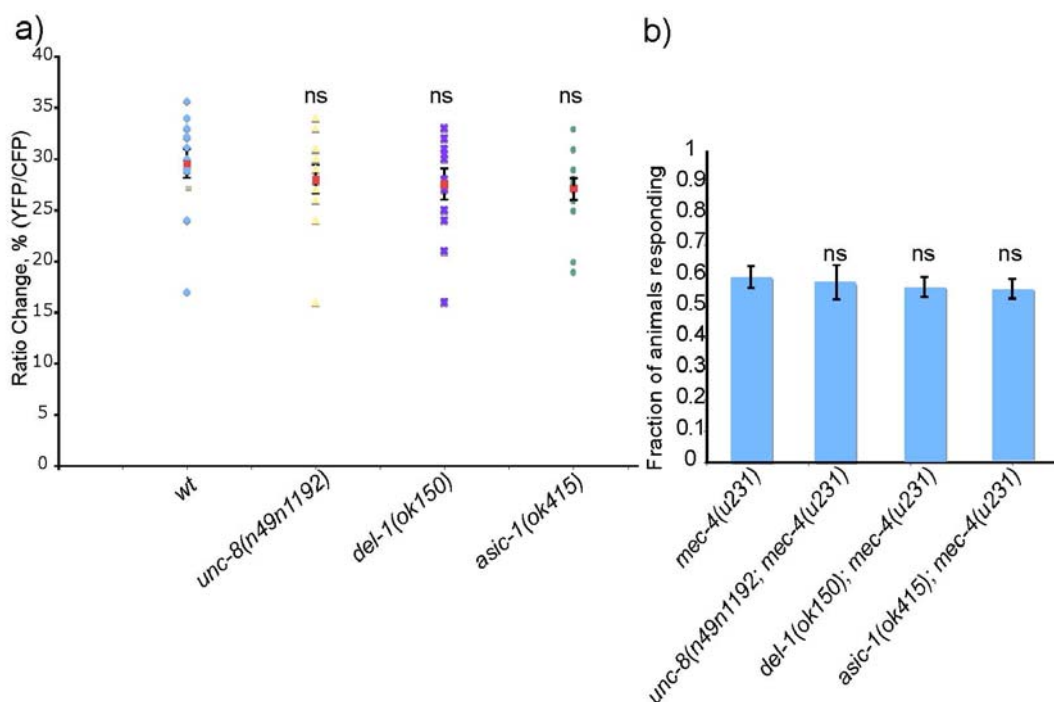 a)
Ratio Change, % (YFP/CFP)
40
35
30
25
20
15
10
5
0
ns
ns
ns
wt
unc-8(n49n1192)
del-1(ok150)
asic-1(ok415)
b)
Fraction of animals responding
1
0.9
0.8
0.7
0.6
0.5
0.4
0.3
0.2
0.1
0
ns
ns
ns
mec-4(u231)
unc-8(n49n1192; mec-4(u231)
del-1(ok150); mec-4(u231)
asic-1(ok415); mec-4(u231)